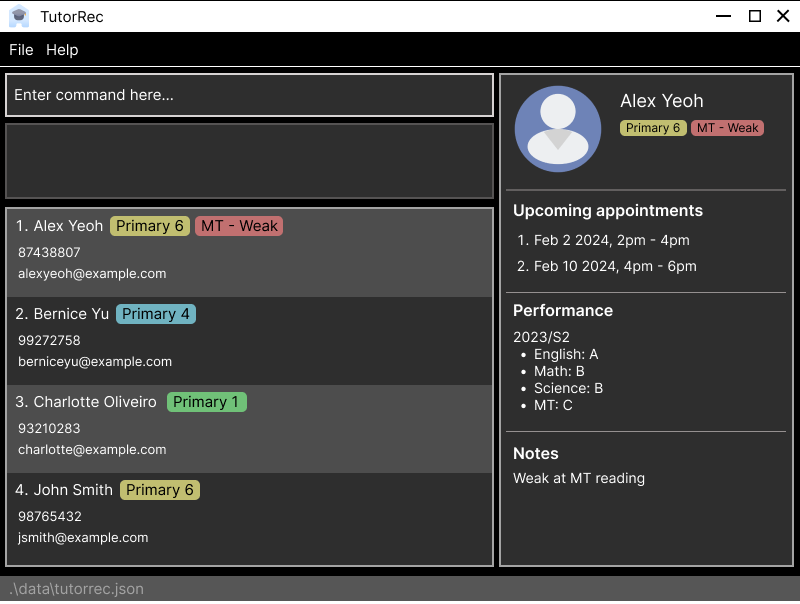 TutorRec
File Help
Enter command here...
1. Alex Yeoh Primary 6 MT - Weak
87438807
alexyeoh@example.com
2. Bernice Yu Primary 4
99272758
berniceyu@example.com
3. Charlotte Oliveiro Primary 1
93210283
charlotte@example.com
4. John Smith Primary 6
98765432
jsmith@example.com
Alex Yeoh
Primary 6 MT - Weak
Upcoming appointments
1. Feb 2 2024, 2pm - 4pm
2. Feb 10 2024, 4pm - 6pm
Performance
2023/S2
• English: A
• Math: B
• Science: B
• MT: C
Notes
Weak at MT reading
.\data\tutorrec.json